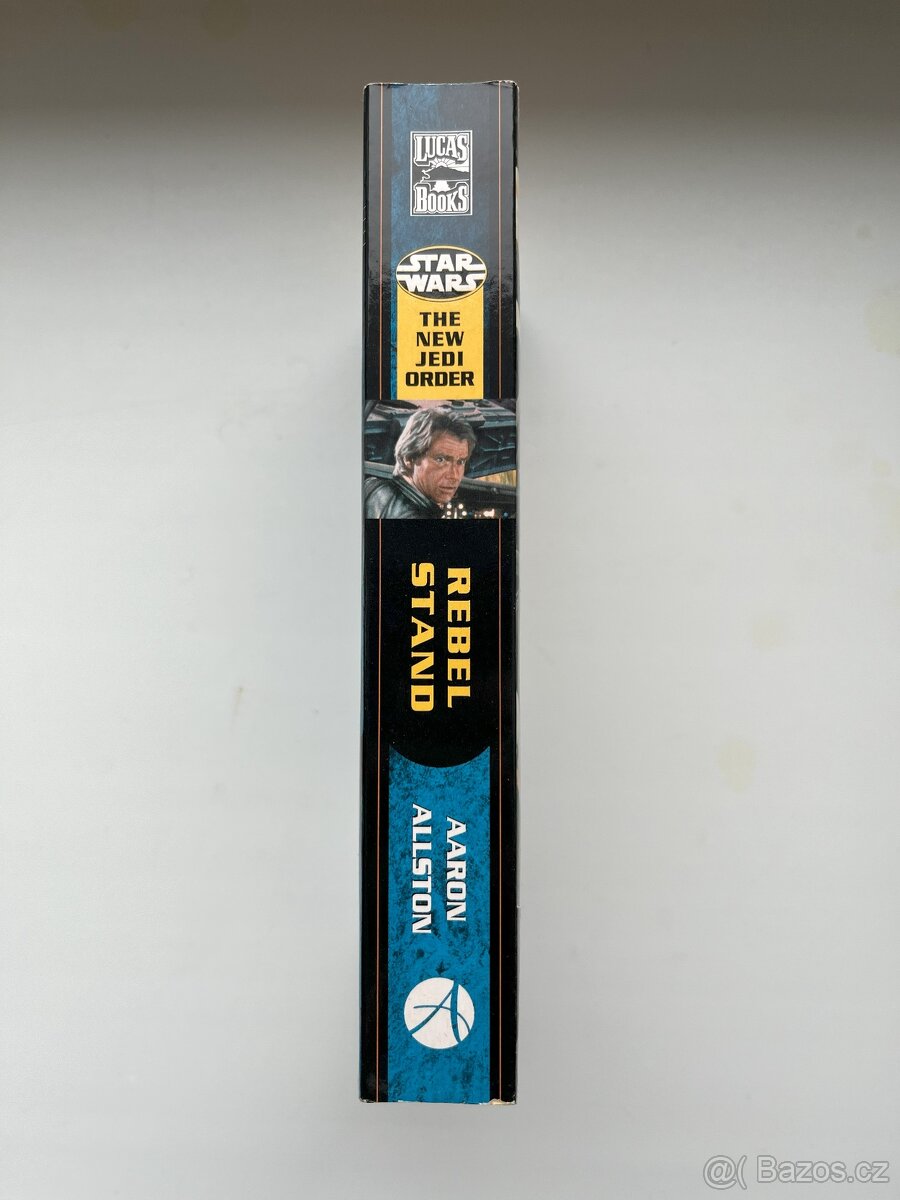 LUCAS
BOOKS
STAR
WARS
THE
NEW
JEDI
ORDER
REBEL
STAND
AARON
ALLSTON
A
@( Bazos.cz